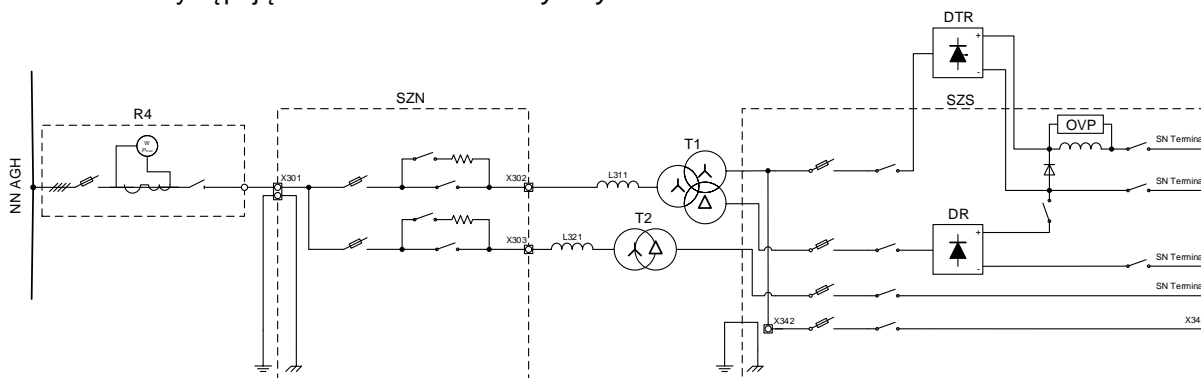 DTR
+
-
SZN
SZS
R4
W
OVP
SN Termina
T1
X301
X302
L311
SN Termina
NN AGH
T2
DR
+
-
X303
L321
SN Termina
SN Termina
X342
X34